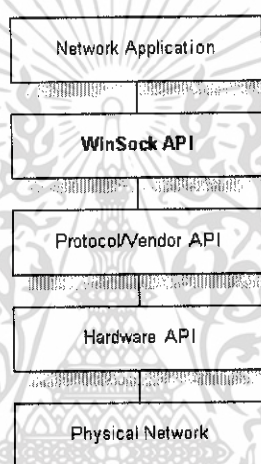 Network Application
WinSock API
Protocol/Vendor API
Hardware API
Physical Network